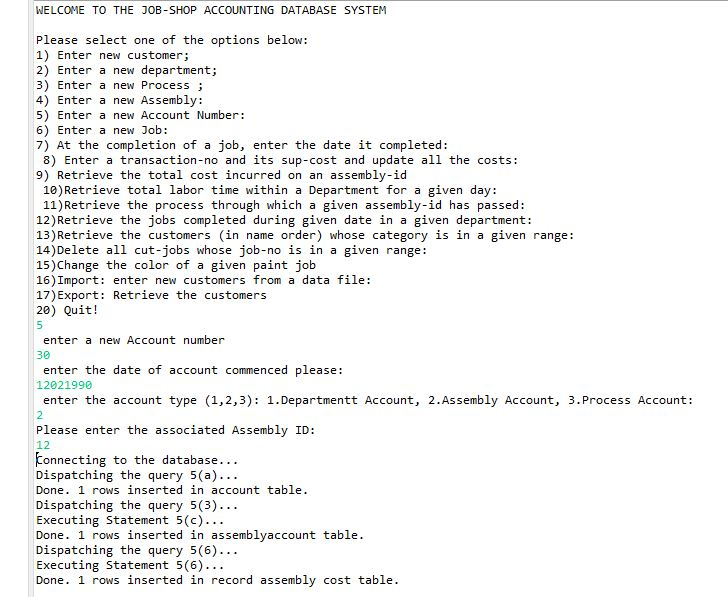 WELCOME TO THE JOB-SHOP ACCOUNTING DATABASE SYSTEM
Please select one of the options below:
1) Enter new customer;
2) Enter a new department;
3) Enter a new Process ;
4) Enter a new Assembly:
5) Enter a new Account Number:
6) Enter a new Job:
7) At the completion of a job, enter the date it completed:
8) Enter a transaction-no and its sup-cost and update all the costs:
9) Retrieve the total cost incurred on an assembly-id
10)Retrieve total labor time within a Department for a given day:
11)Retrieve the process through which a given assembly-id has passed:
12)Retrieve the jobs completed during given date in a given department:
13)Retrieve the customers (in name order) whose category is in a given range:
14)Delete all cut-jobs whose job-no is in a given range:
15)Change the color of a given paint job
16)Import: enter new customers from a data file:
17)Export: Retrieve the customers
20) Quit!
5
enter a new Account number
30
enter the date of account commenced please:
12021990
enter the account type (1,2,3): 1.Departmentt Account, 2.Assembly Account, 3.Process Account:
2
Please enter the associated Assembly ID:
12
Connecting to the database...
Dispatching the query 5(a)...
Done. 1 rows inserted in account table.
Dispatching the query 5(3)...
Executing Statement 5(c)...
Done. 1 rows inserted in assemblyaccount table.
Dispatching the query 5(6)...
Executing Statement 5(6)...
Done. 1 rows inserted in record assembly cost table.